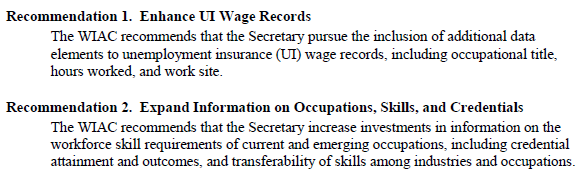 Recommendation 1. Enhance UI Wage Records
The WIAC recommends that the Secretary pursue the inclusion of additional data
elements to unemployment insurance (UI) wage records, including occupational title,
hours worked, and work site.
Recommendation 2. Expand Information on Occupations, Skills, and Credentials
The WIAC recommends that the Secretary increase investments in information on the
workforce skill requirements of current and emerging occupations, including credential
attainment and outcomes, and transferability of skills among industries and occupations.